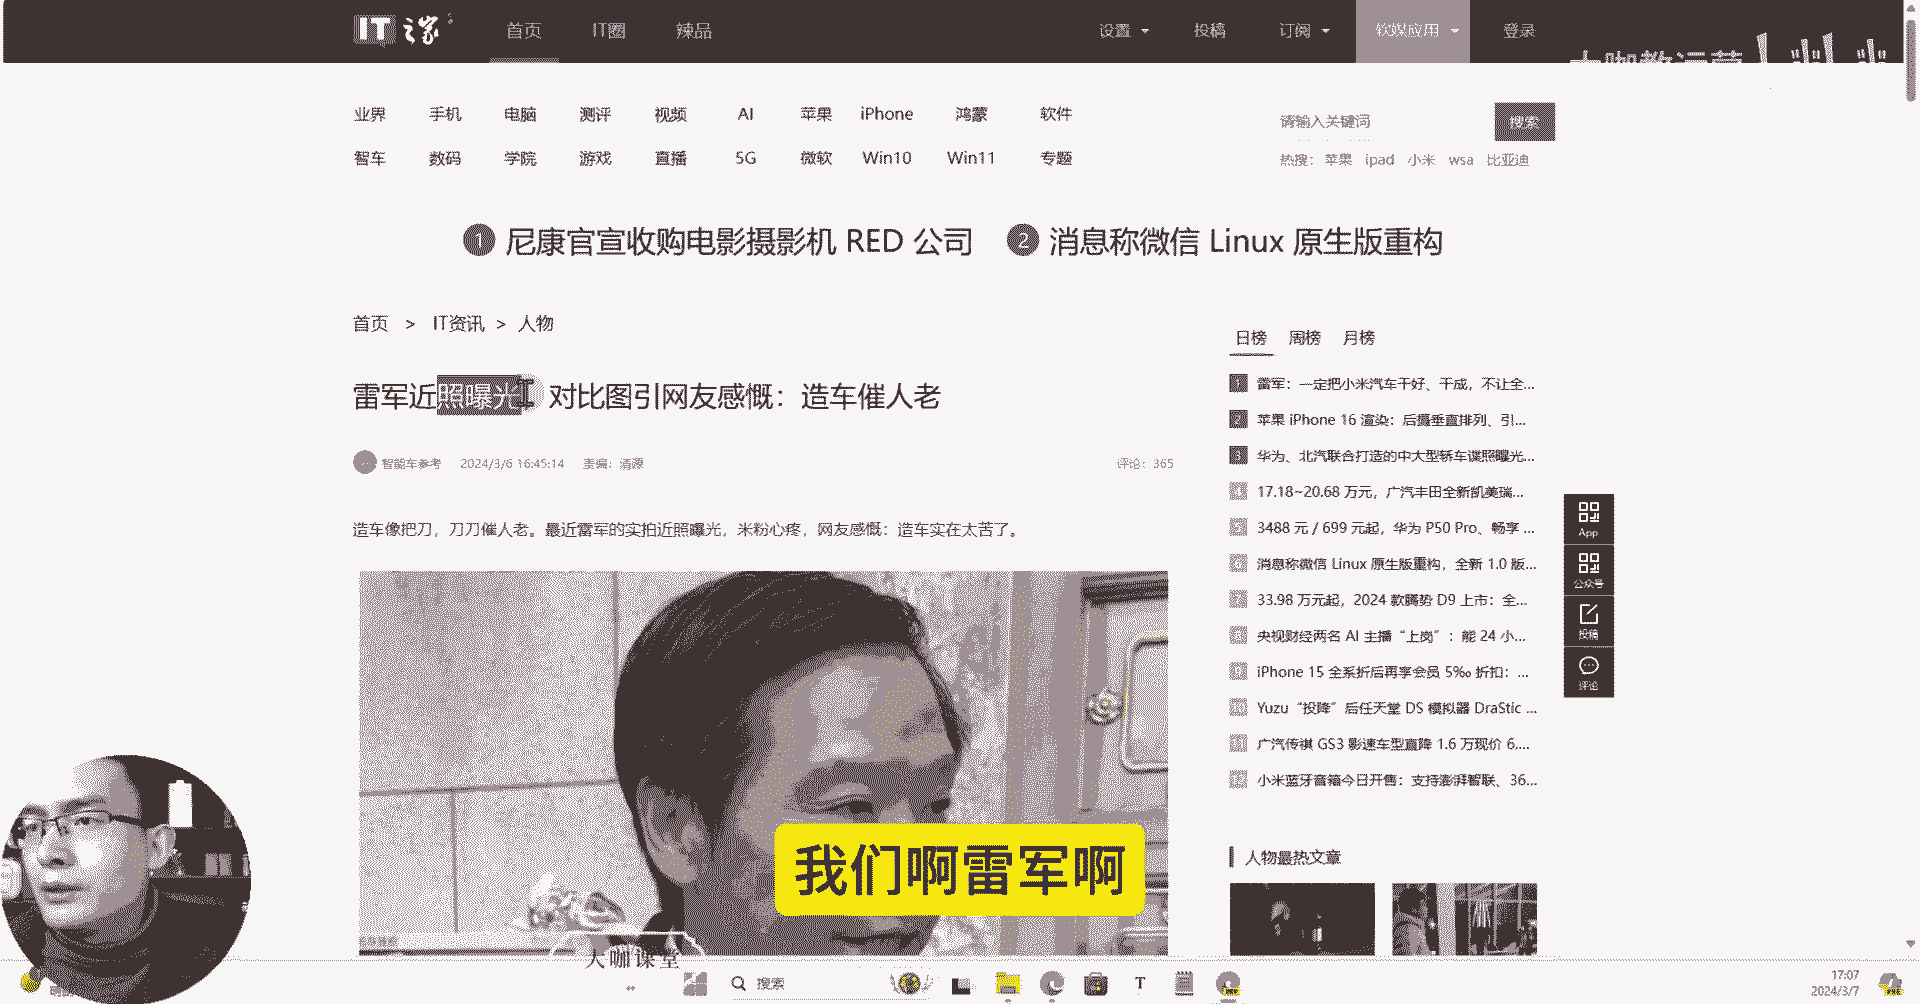 IT之家
首页 IT圈 辣品 设置 投稿 订阅 软媒应用 登录
业界 手机 电脑 测评 视频 AI 苹果 iPhone 鸿蒙 软件
请输入关键词 搜索
智车 数码 学院 游戏 直播 5G 微软 Win10 Win11 专题
热搜： 苹果 ipad 小米 wsa 比亚迪
1 尼康官宣收购电影摄影机 RED 公司 2 消息称微信 Linux 原生版重构
首页 > IT资讯 > 人物
雷军近照曝光 对比图引网友感慨：造车催人老
智能车参考 2024/3/6 16:45:14 责编：清源 评论：365
造车像把刀，刀刀催人老。最近雷军的实拍近照曝光，米粉心疼，网友感慨：造车实在太苦了。
日榜 周榜 月榜
1 雷军：一定把小米汽车干好、干成，不让全...
2 苹果 iPhone 16 渲染：后摄垂直排列、引...
3 华为、北汽联合打造的中大型轿车谍照曝光...
4 17.18~20.68 万元，广汽丰田全新凯美瑞...
5 3488 元 / 699 元起，华为 P50 Pro、畅享 ...
6 消息称微信 Linux 原生版重构，全新 1.0 版...
7 33.98 万元起，2024 款腾势 D9 上市：全...
8 央视财经两名 AI 主播“上岗”：能 24 小...
9 iPhone 15 全系折后再享会员 5‰ 折扣：...
10 Yuzu“投降”后任天堂 DS 模拟器 DraStic ...
11 广汽传祺 GS3 影速车型直降 1.6 万现价 6....
12 小米蓝牙音箱今日开售：支持澎湃智联、36...
App
公众号
投稿
评论
人物最热文章
我们啊雷军啊
大咖课堂
搜索
T
17:07
2024/3/7